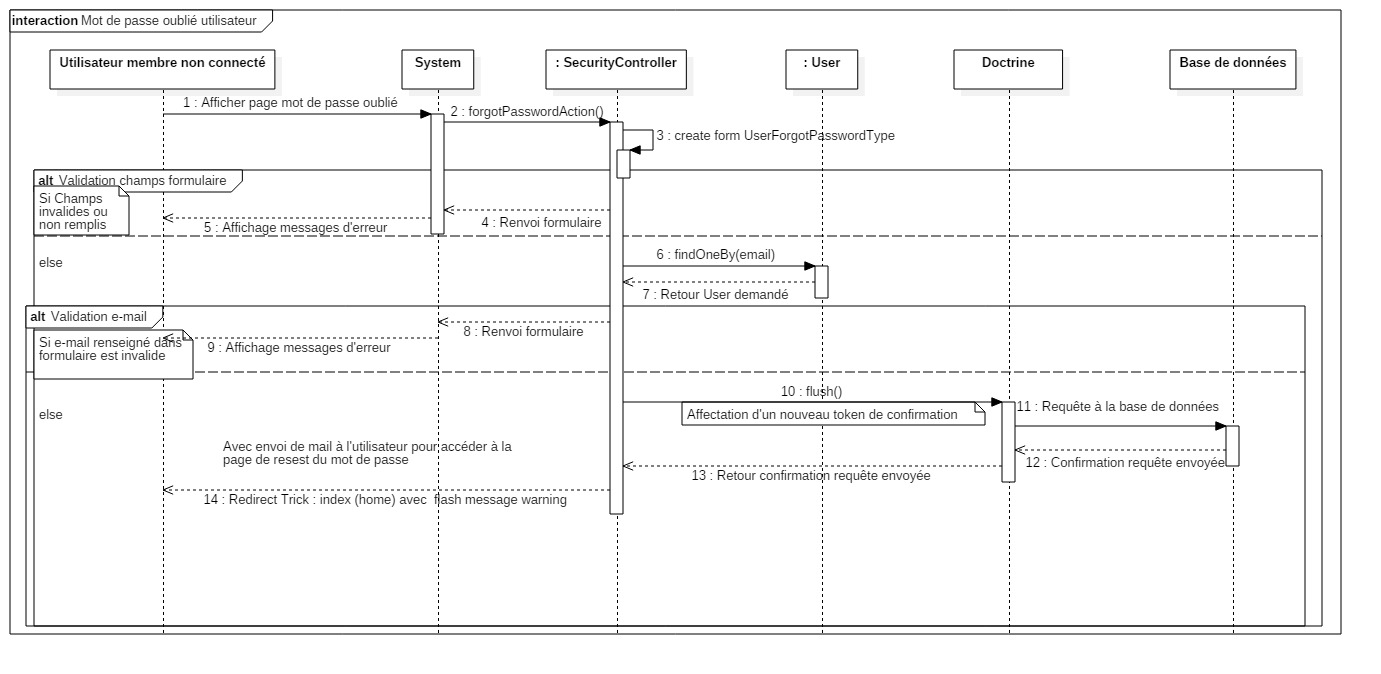 interaction Mot de passe oublié utilisateur
Utilisateur membre non connecté
System
: SecurityController
: User
Doctrine
Base de données
1 : Afficher page mot de passe oublié
2 : forgotPasswordAction()
3 : create form UserForgotPasswordType
alt Validation champs formulaire
Si Champs
invalides ou
non remplis
4 : Renvoi formulaire
5 : Affichage messages d'erreur
else
6 : findOneBy(email)
7 : Retour User demandé
alt Validation e-mail
8 : Renvoi formulaire
Si e-mail renseigné dans
formulaire est invalide
9 : Affichage messages d'erreur
10 : flush()
else
Affectation d'un nouveau token de confirmation
11 : Requête à la base de données
Avec envoi de mail à l'utilisateur pour accéder à la
page de resest du mot de passe
12 : Confirmation requête envoyée
13 : Retour confirmation requête envoyée
14 : Redirect Trick : index (home) avec  flash message warning